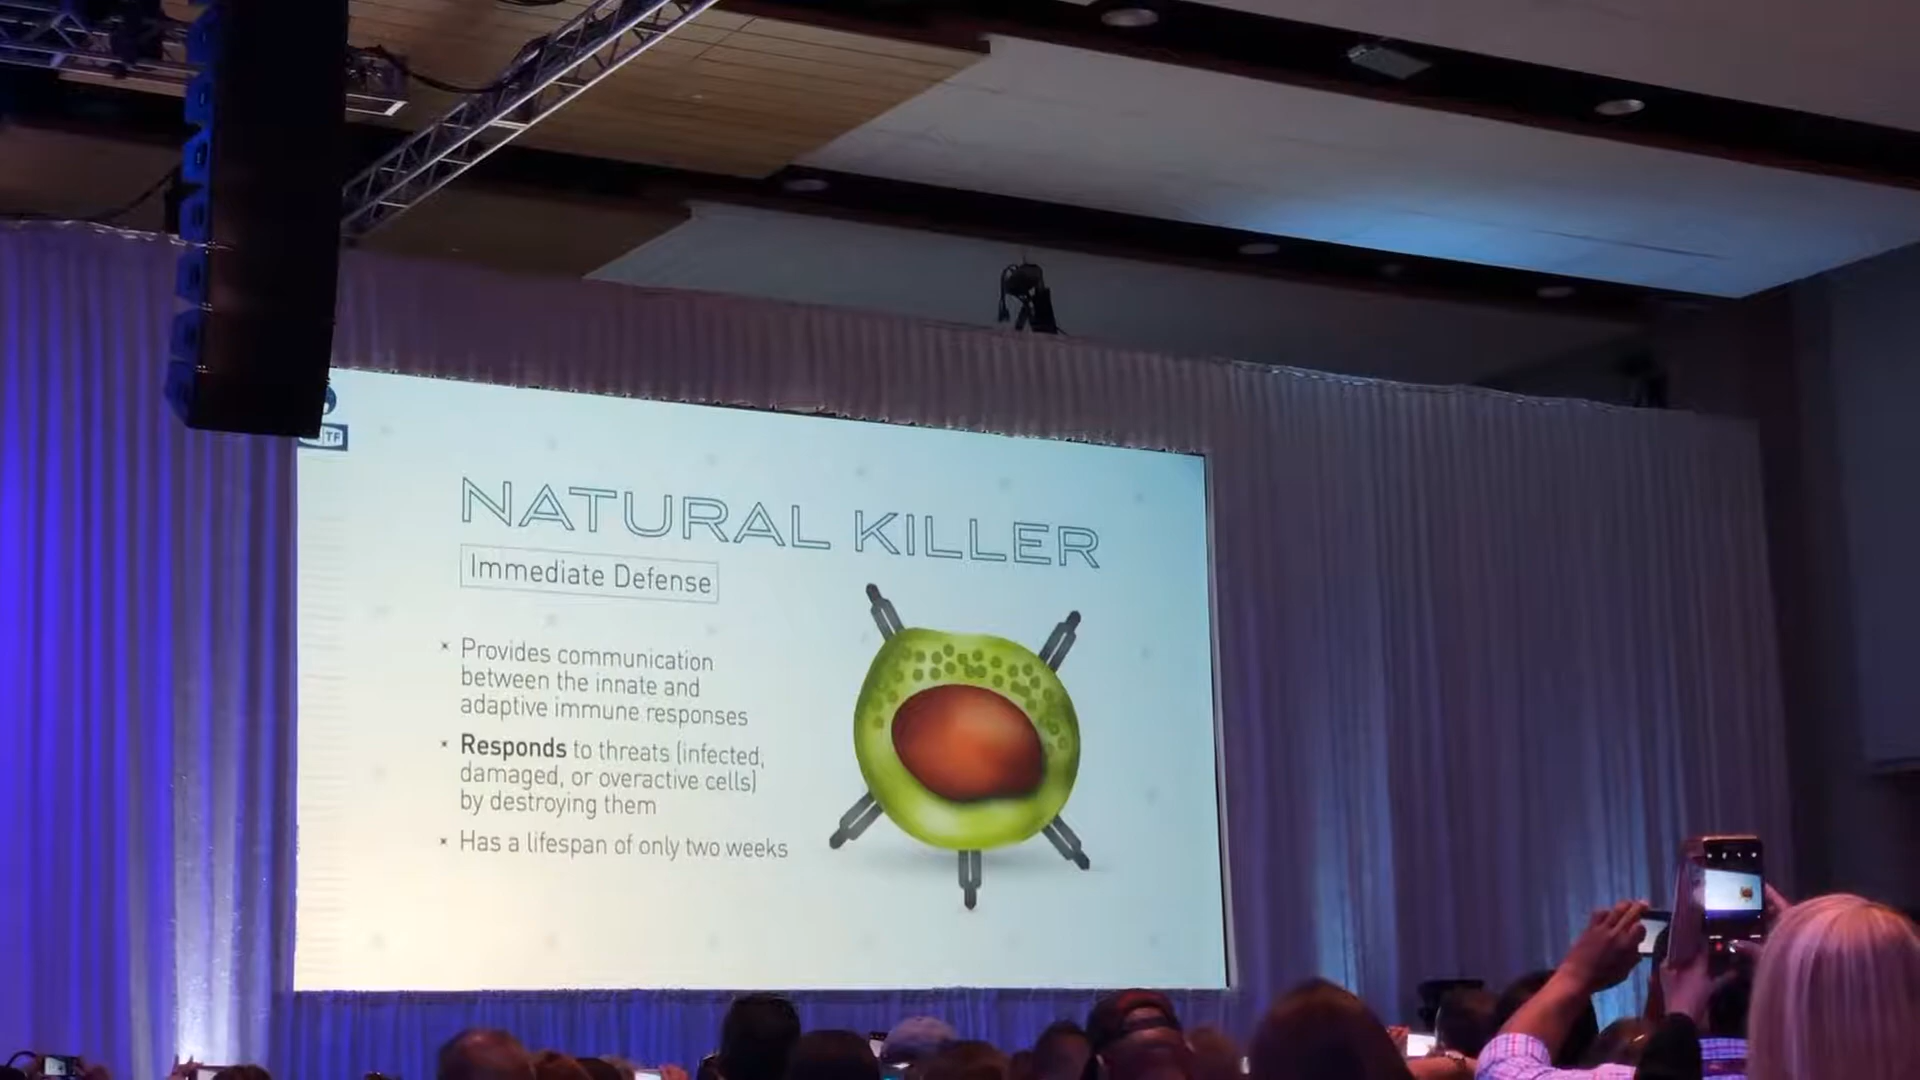 TF
NATURAL KILLER
Immediate Defense
× Provides communication
between the innate and
adaptive immune responses
× Responds to threats (infected,
damaged, or overactive cells)
by destroying them
× Has a lifespan of only two weeks